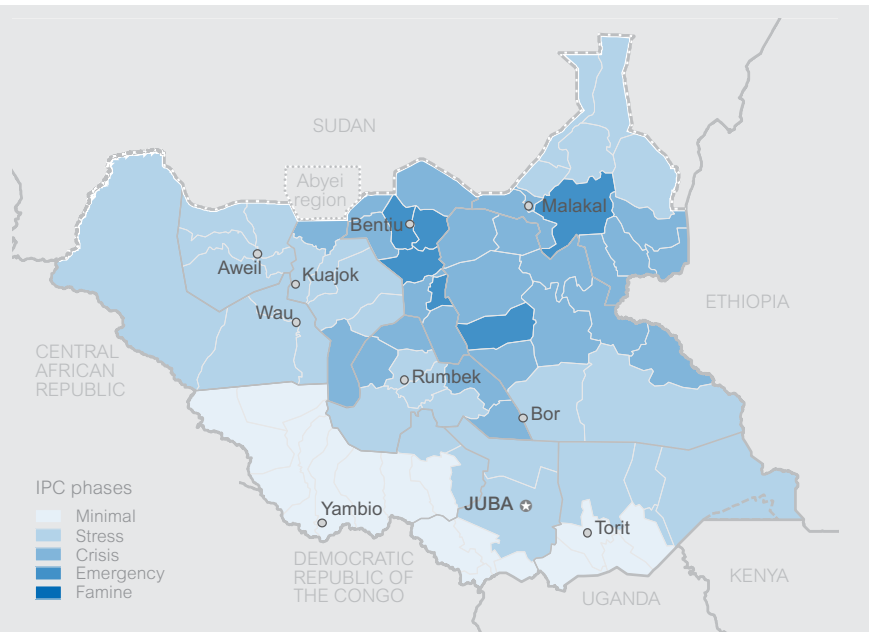 SUDAN
Abyei
region
Malakal
Bentiu
Aweil
Kuajok
ETHIOPIA
Wau
CENTRAL
AFRICAN
REPUBLIC
Rumbek
Bor
IPC phases
Minimal
Stress
Crisis
Emergency
Famine
Yambio
JUBA
Torit
DEMOCRATIC
REPUBLIC OF
THE CONGO
KENYA
UGANDA